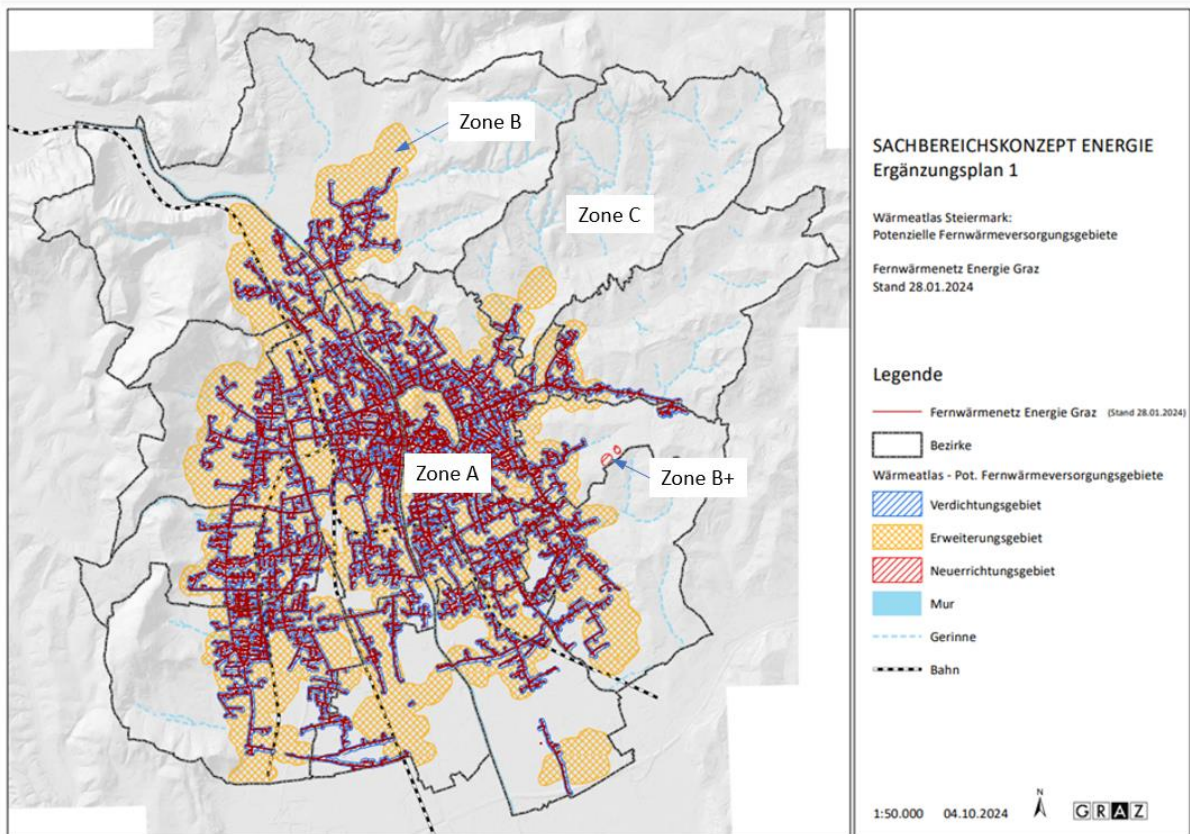 Zone B
Zone C
Zone A
Zone B+
SACHBEREICHSKONZEPT ENERGIE
Ergänzungsplan 1
Wärmeatlas Steiermark:
Potenzielle Fernwärmeversorgungsgebiete
Fernwärmenetz Energie Graz
Stand 28.01.2024
Legende
Fernwärmenetz Energie Graz (Stand 28.01.2024)
Bezirke
Wärmeatlas - Pot. Fernwärmeversorgungsgebiete
Verdichtungsgebiet
Erweiterungsgebiet
Neuerrichtungsgebiet
Mur
Gerinne
Bahn
1:50.000 04.10.2024 N GRAZ